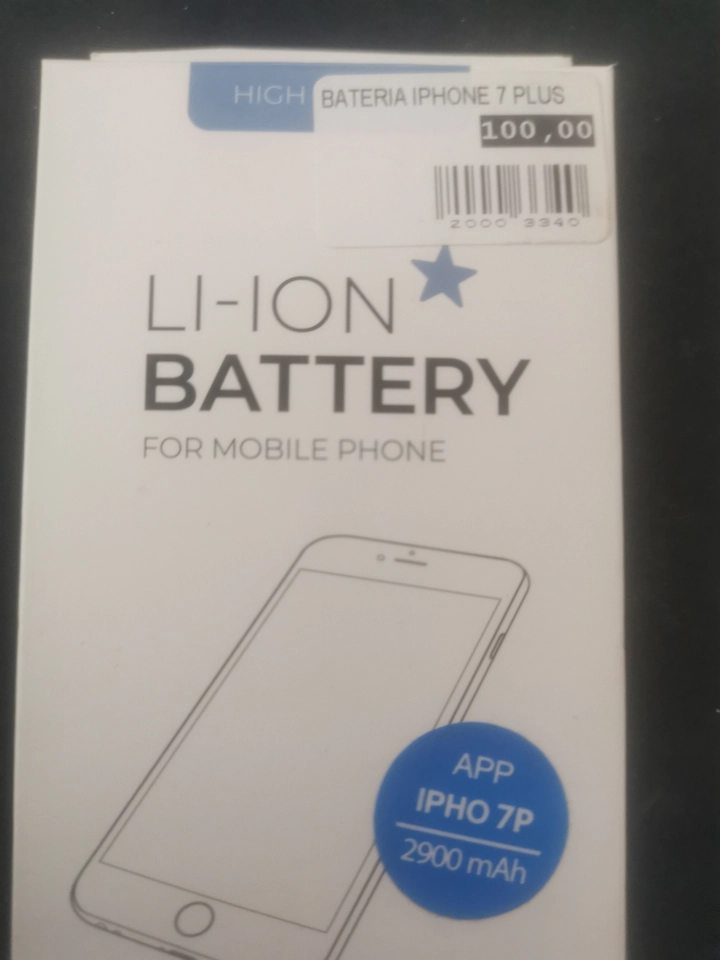 HIGH
BATERIA IPHONE 7 PLUS
100,00
2000 3340
LI-ION
BATTERY
FOR MOBILE PHONE
APP
IPHO 7P
2900 mAh